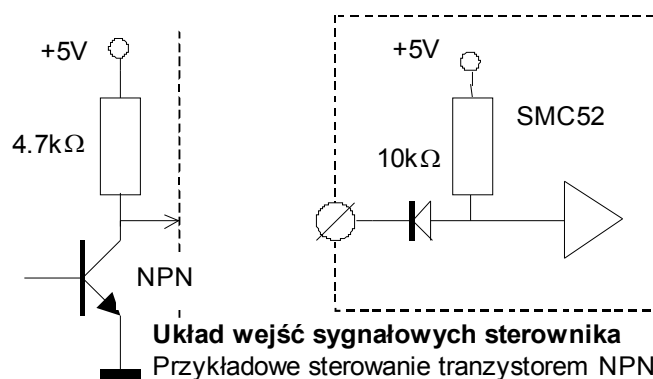 +5V
+5V
SMC52
4.7kΩ
10kΩ
NPN
Układ wejść sygnałowych sterownika
Przykładowe sterowanie tranzystorem NPN